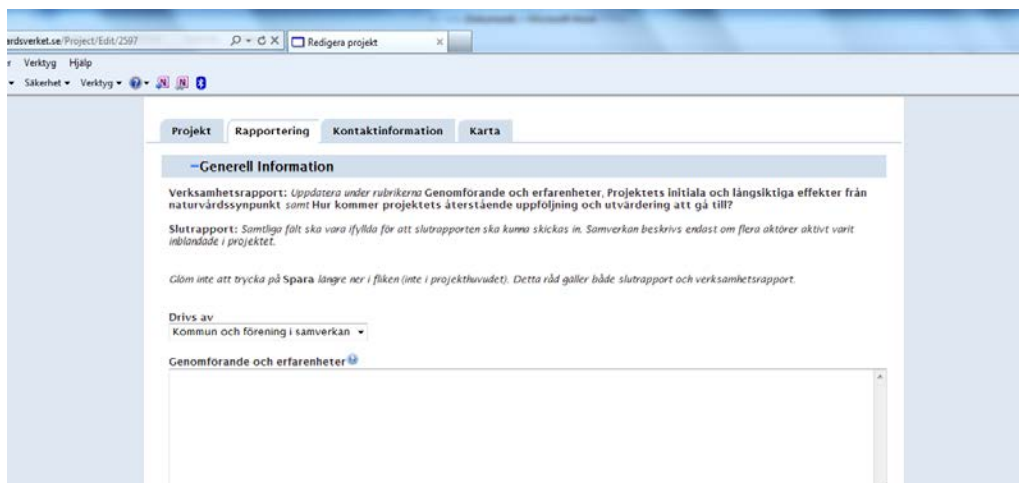 ardsverket.se/Project/Edit/2597
Redigera projekt
Verktyg Hjälp
Säkerhet Verktyg
Projekt Rapportering Kontaktinformation Karta
−Generell Information
Verksamhetsrapport: Uppdatera under rubrikerna Genomförande och erfarenheter, Projektets initiala och långsiktiga effekter från
naturvårdssynpunkt samt Hur kommer projektets återstående uppföljning och utvärdering att gå till?
Slutrapport: Samtliga fält ska vara ifyllda för att slutrapporten ska kunna skickas in. Samverkan beskrivs endast om flera aktörer aktivt varit
inblandade i projektet.
Glöm inte att trycka på Spara längre ner i fliken (inte i projekthuvudet). Detta råd gäller både slutrapport och verksamhetsrapport.
Drivs av
Kommun och förening i samverkan
Genomförande och erfarenheter